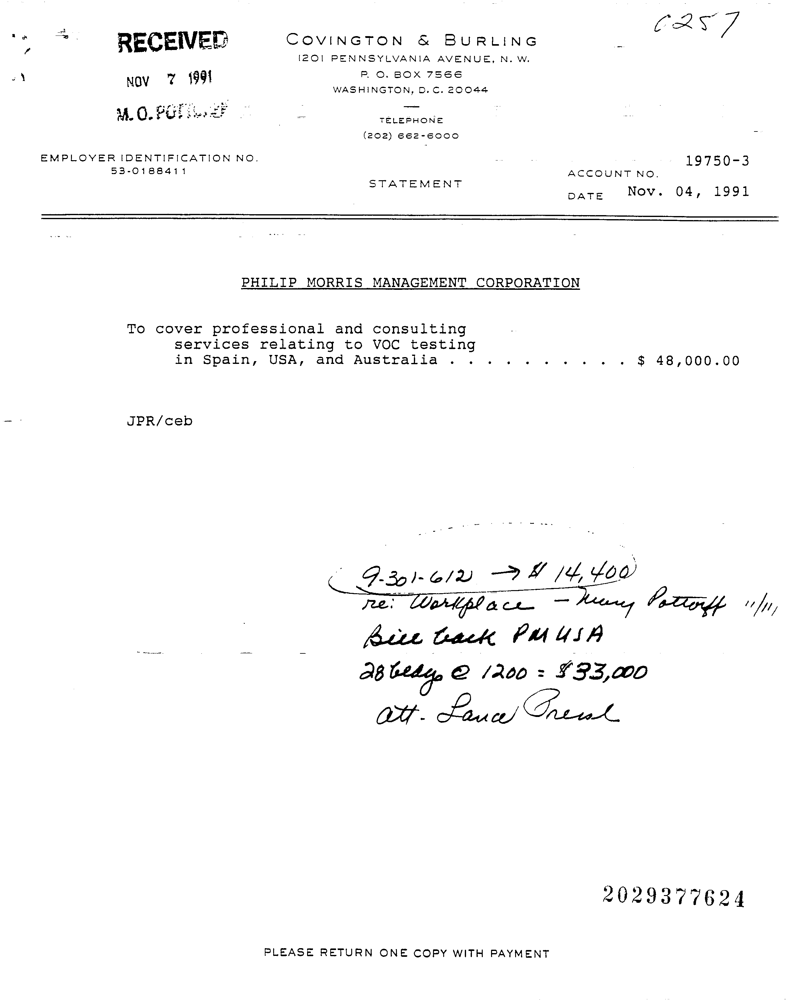 C257
RECEIVED
NOV 7 1991
M.O.
COVINGTON & BURLING
1201 PENNSYLVANIA AVENUE, N. W.
P. O. BOX 7566
WASHINGTON, D. C. 20044
TELEPHONE
(202) 662-6000
EMPLOYER IDENTIFICATION NO.
53-0188411
STATEMENT
ACCOUNT NO. 19750-3
DATE Nov. 04, 1991
PHILIP MORRIS MANAGEMENT CORPORATION
To cover professional and consulting
services relating to VOC testing
in Spain, USA, and Australia . . . . . . . . . . . $ 48,000.00
JPR/ceb
9-301-612 → $ 14,400
re: Workplace - Mary Pottorff 11/11,
Bill back PM USA
28 @ 1200 = $33,000
att. Lance
2029377624
PLEASE RETURN ONE COPY WITH PAYMENT